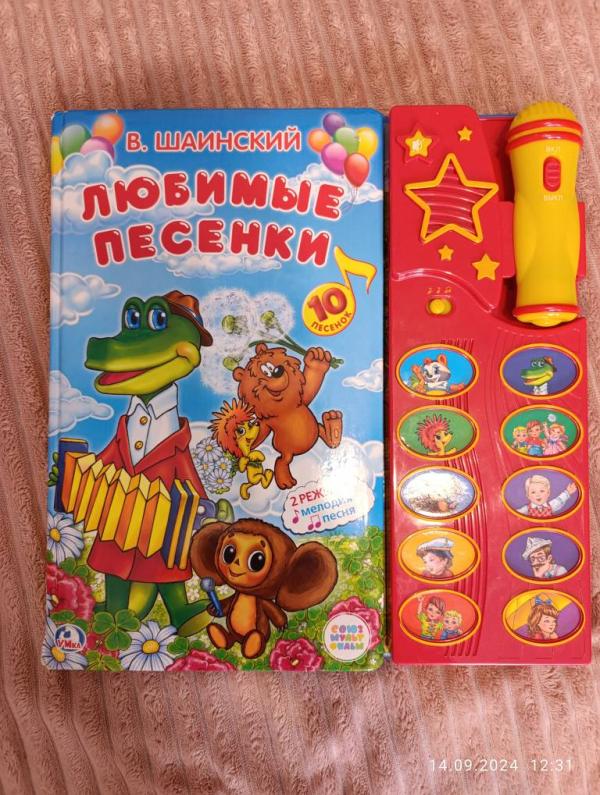 В. ШАИНСКИЙ
ЛЮБИМЫЕ
ПЕСЕНКИ
10
ПЕСЕНОК
2 РЕЖ
мелодия
песня
УМКА
СОЮЗ
МУЛЬТ
ФИЛЬМ
ВКЛ
ВЫКЛ
14.09.2024 12:31